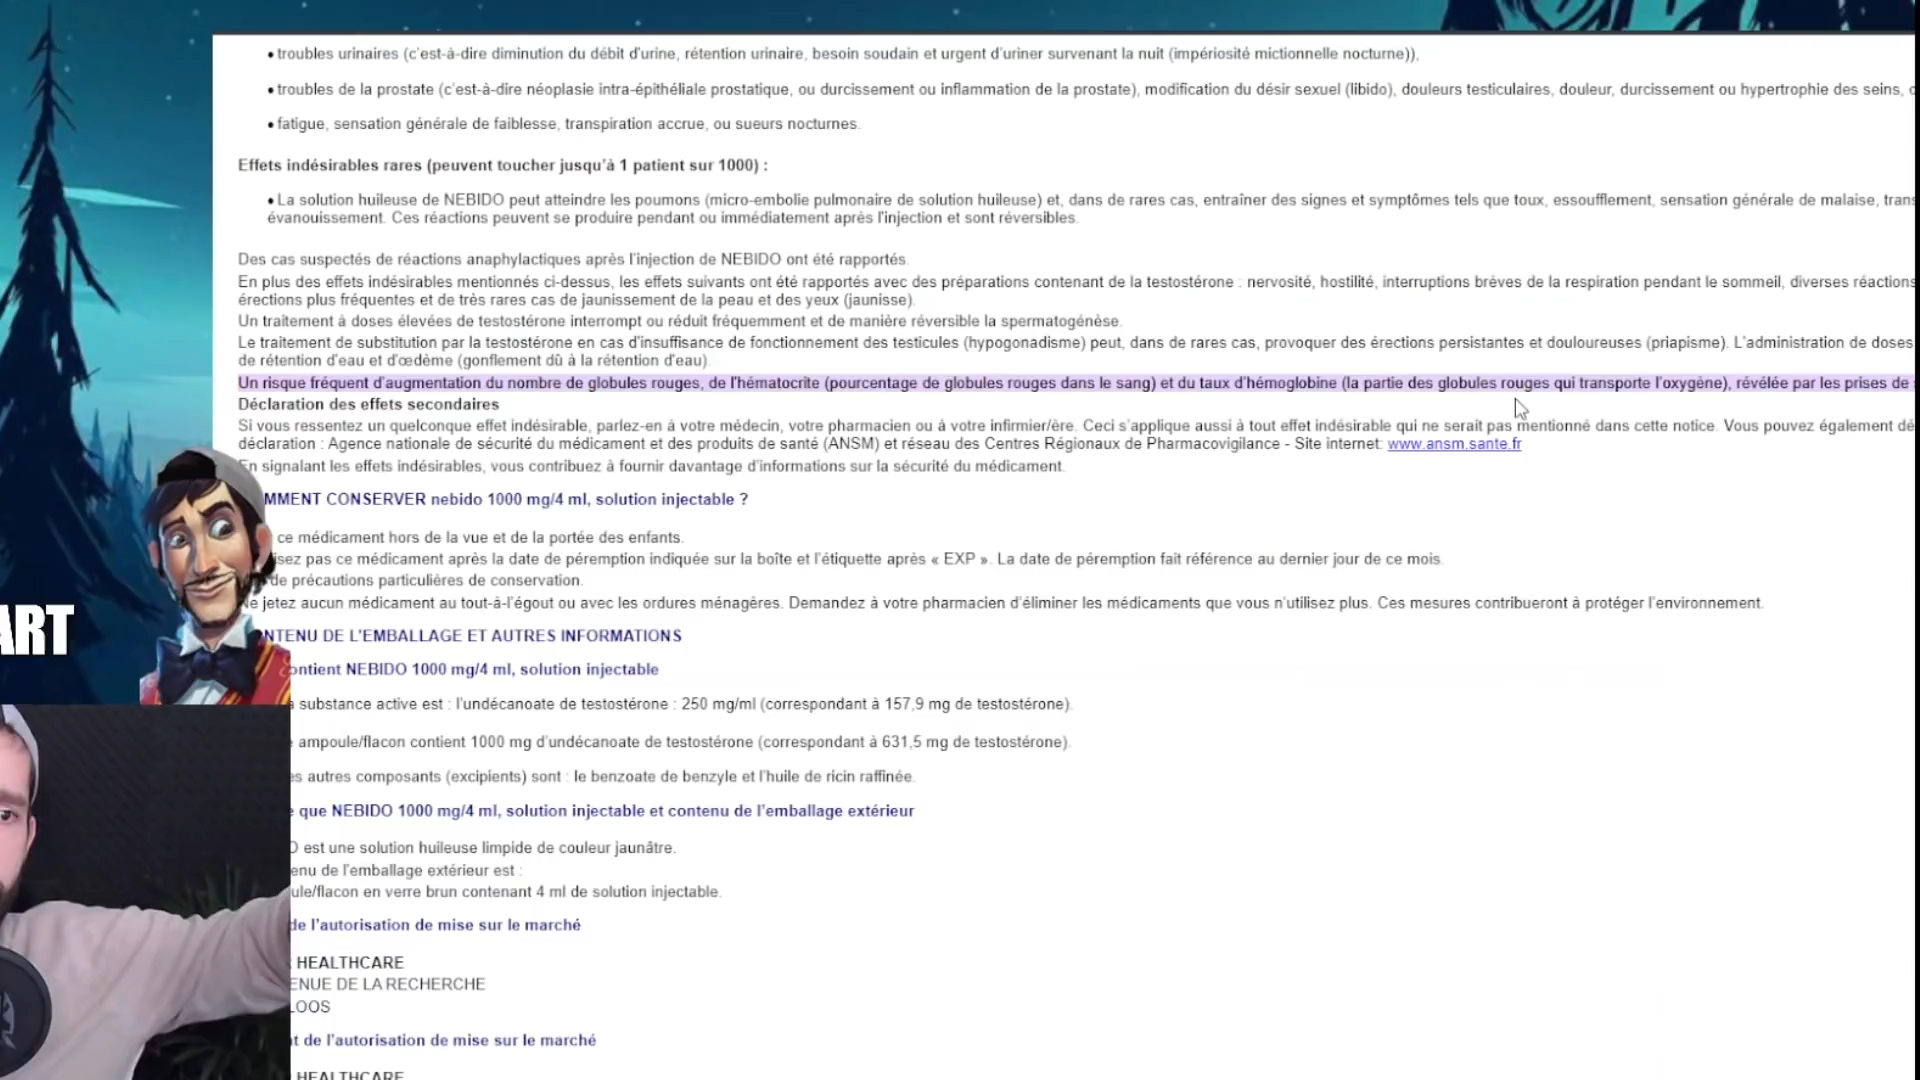 • troubles urinaires (c'est-à-dire diminution du débit d'urine, rétention urinaire, besoin soudain et urgent d'uriner survenant la nuit (impériosité mictionnelle nocturne)),
• troubles de la prostate (c'est-à-dire néoplasie intra-épithéliale prostatique, ou durcissement ou inflammation de la prostate), modification du désir sexuel (libido), douleurs testiculaires, douleur, durcissement ou hypertrophie des seins,
• fatigue, sensation générale de faiblesse, transpiration accrue, ou sueurs nocturnes.
Effets indésirables rares (peuvent toucher jusqu'à 1 patient sur 1000) :
• La solution huileuse de NEBIDO peut atteindre les poumons (micro-embolie pulmonaire de solution huileuse) et, dans de rares cas, entraîner des signes et symptômes tels que toux, essoufflement, sensation générale de malaise, trans
évanouissement. Ces réactions peuvent se produire pendant ou immédiatement après l'injection et sont réversibles.
Des cas suspectés de réactions anaphylactiques après l'injection de NEBIDO ont été rapportés.
En plus des effets indésirables mentionnés ci-dessus, les effets suivants ont été rapportés avec des préparations contenant de la testostérone : nervosité, hostilité, interruptions brèves de la respiration pendant le sommeil, diverses réactions
érections plus fréquentes et de très rares cas de jaunissement de la peau et des yeux (jaunisse).
Un traitement à doses élevées de testostérone interrompt ou réduit fréquemment et de manière réversible la spermatogénèse.
Le traitement de substitution par la testostérone en cas d'insuffisance de fonctionnement des testicules (hypogonadisme) peut, dans de rares cas, provoquer des érections persistantes et douloureuses (priapisme). L'administration de doses
de rétention d'eau et d'œdème (gonflement dû à la rétention d'eau).
Un risque fréquent d'augmentation du nombre de globules rouges, de l'hématocrite (pourcentage de globules rouges dans le sang) et du taux d'hémoglobine (la partie des globules rouges qui transporte l'oxygène), révélée par les prises de
Déclaration des effets secondaires
Si vous ressentez un quelconque effet indésirable, parlez-en à votre médecin, votre pharmacien ou à votre infirmier/ère. Ceci s'applique aussi à tout effet indésirable qui ne serait pas mentionné dans cette notice. Vous pouvez également dé
déclaration : Agence nationale de sécurité du médicament et des produits de santé (ANSM) et réseau des Centres Régionaux de Pharmacovigilance - Site internet: www.ansm.sante.fr
En signalant les effets indésirables, vous contribuez à fournir davantage d'informations sur la sécurité du médicament.
MMENT CONSERVER nebido 1000 mg/4 ml, solution injectable ?
ce médicament hors de la vue et de la portée des enfants.
isez pas ce médicament après la date de péremption indiquée sur la boîte et l'étiquette après « EXP ». La date de péremption fait référence au dernier jour de ce mois.
de précautions particulières de conservation.
Ne jetez aucun médicament au tout-à-l'égout ou avec les ordures ménagères. Demandez à votre pharmacien d'éliminer les médicaments que vous n'utilisez plus. Ces mesures contribueront à protéger l'environnement.
ART
NTENU DE L'EMBALLAGE ET AUTRES INFORMATIONS
ontient NEBIDO 1000 mg/4 ml, solution injectable
substance active est : l'undécanoate de testostérone : 250 mg/ml (correspondant à 157,9 mg de testostérone).
ampoule/flacon contient 1000 mg d'undécanoate de testostérone (correspondant à 631,5 mg de testostérone).
es autres composants (excipients) sont : le benzoate de benzyle et l'huile de ricin raffinée.
que NEBIDO 1000 mg/4 ml, solution injectable et contenu de l'emballage extérieur
O est une solution huileuse limpide de couleur jaunâtre.
enu de l'emballage extérieur est :
ule/flacon en verre brun contenant 4 ml de solution injectable.
de l'autorisation de mise sur le marché
HEALTHCARE
ENUE DE LA RECHERCHE
LOOS
t de l'autorisation de mise sur le marché
HEALTHCARE